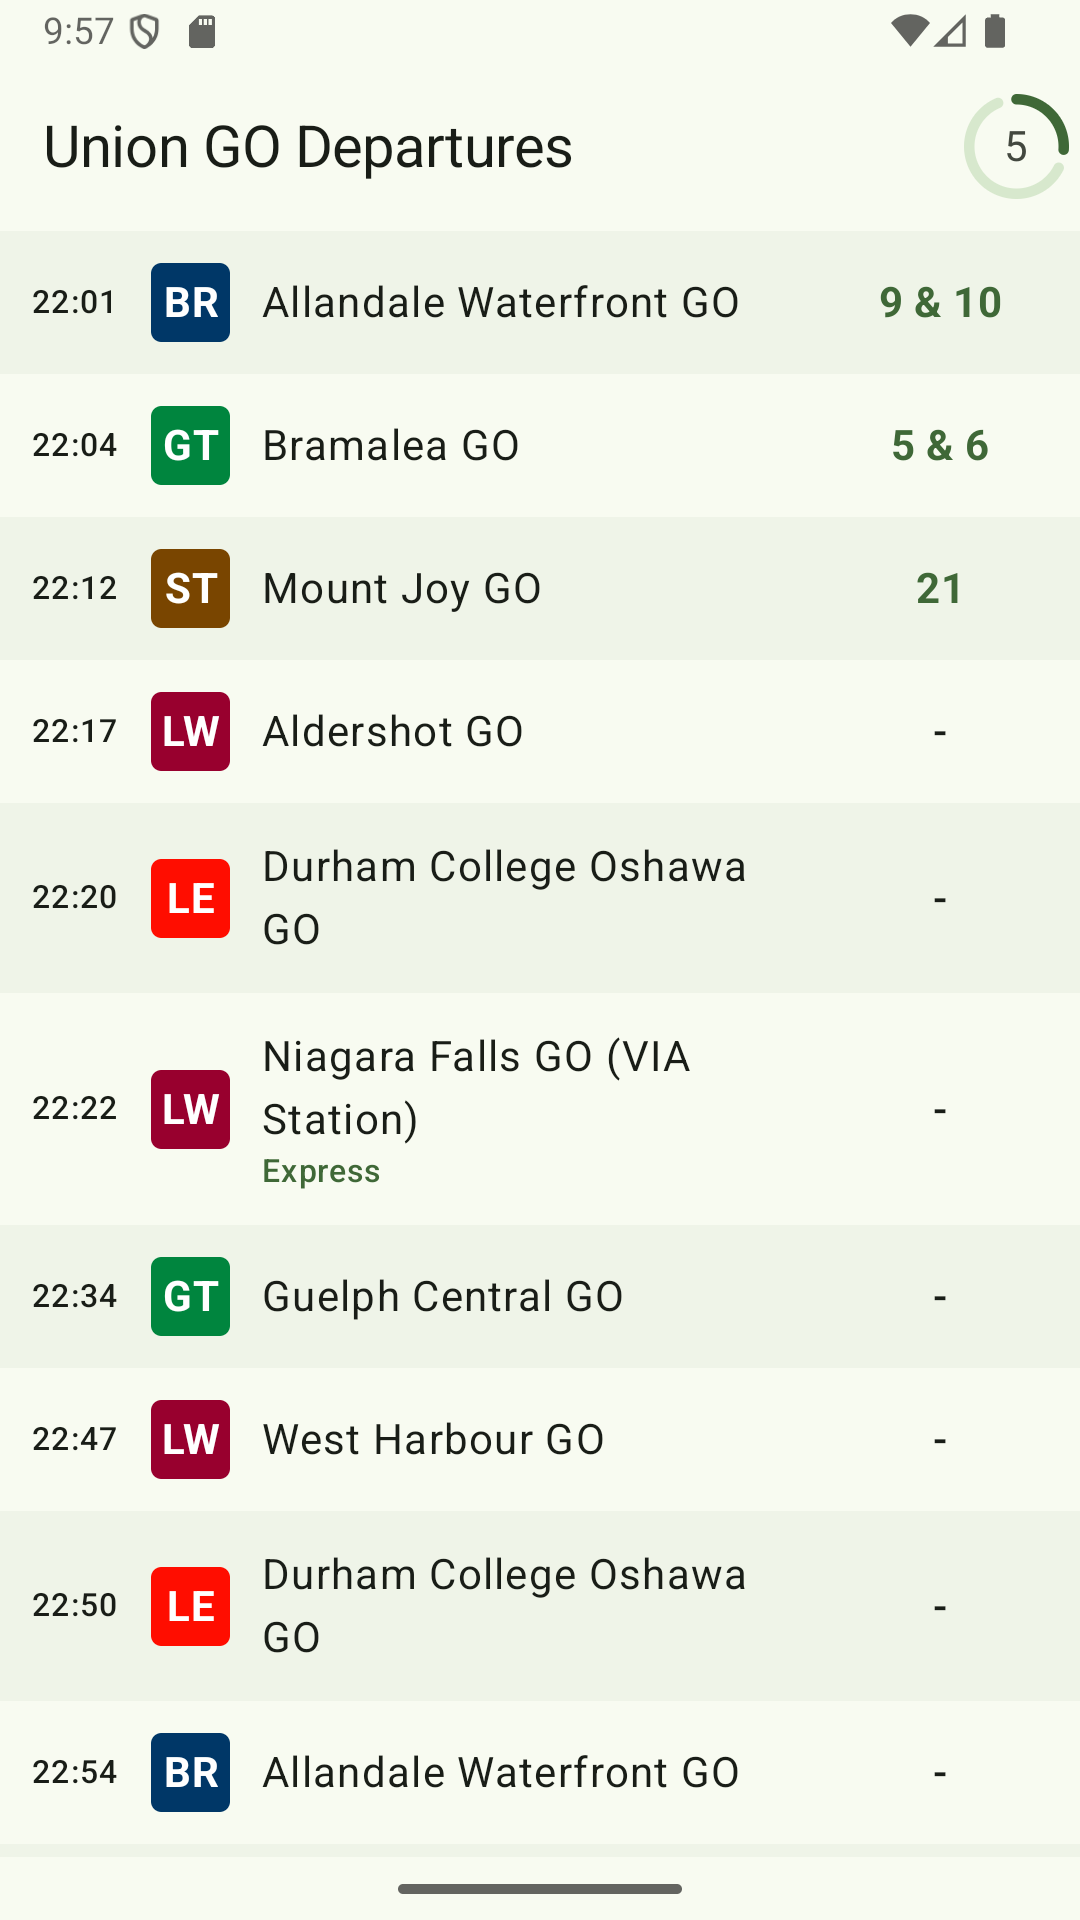 9:57
Union GO Departures
5
22:01 BR Allandale Waterfront GO 9 & 10
22:04 GT Bramalea GO 5 & 6
22:12 ST Mount Joy GO 21
22:17 LW Aldershot GO -
22:20 LE Durham College Oshawa
GO -
22:22 LW Niagara Falls GO (VIA
Station) -
Express
22:34 GT Guelph Central GO -
22:47 LW West Harbour GO -
22:50 LE Durham College Oshawa
GO -
22:54 BR Allandale Waterfront GO -